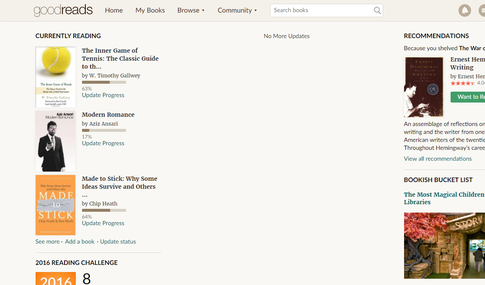 goodreads
Home
My Books
Browse
Community
Search books
CURRENTLY READING
The Inner Game of
Tennis: The Classic Guide
to th...
by W. Timothy Gallwey
63%
Update Progress
Modern Romance
by Aziz Ansari
17%
Update Progress
Made to Stick: Why Some
Ideas Survive and Others
...
by Chip Heath
64%
Update Progress
MADE
to
STICK
See more · Add a book · Update status
2016 READING CHALLENGE
2016
8
No More Updates
RECOMMENDATIONS
Because you shelved The War o
Ernest Hem
Writing
by Ernest Her
Want to Re
An assemblage of reflections on
writing and the writer from one
American writers of the twentie
Throughout Hemingway's caree
View all recommendations
BOOKISH BUCKET LIST
The Most Magical Children
Libraries
STORY